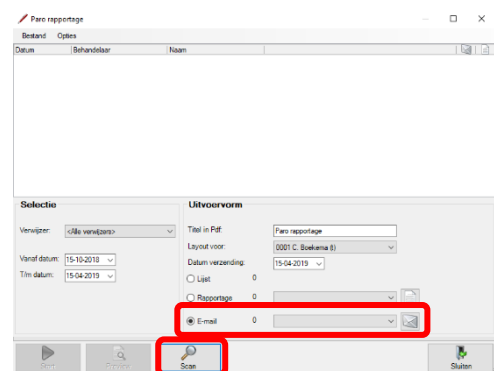 Paro rapportage
Bestand Opties
Datum Behandelaar Naam
Selectie Uitvoervorm
Verwijzer: <Alle verwijzers> Titel in Pdf: Paro rapportage
Layout voor: 0001 C. Boekema (t)
Vanaf datum: 15-10-2018 Datum verzending: 15-04-2019
T/m datum: 15-04-2019 Lijst 0
Rapportage 0
E-mail 0
Start Preview Scan Sluiten